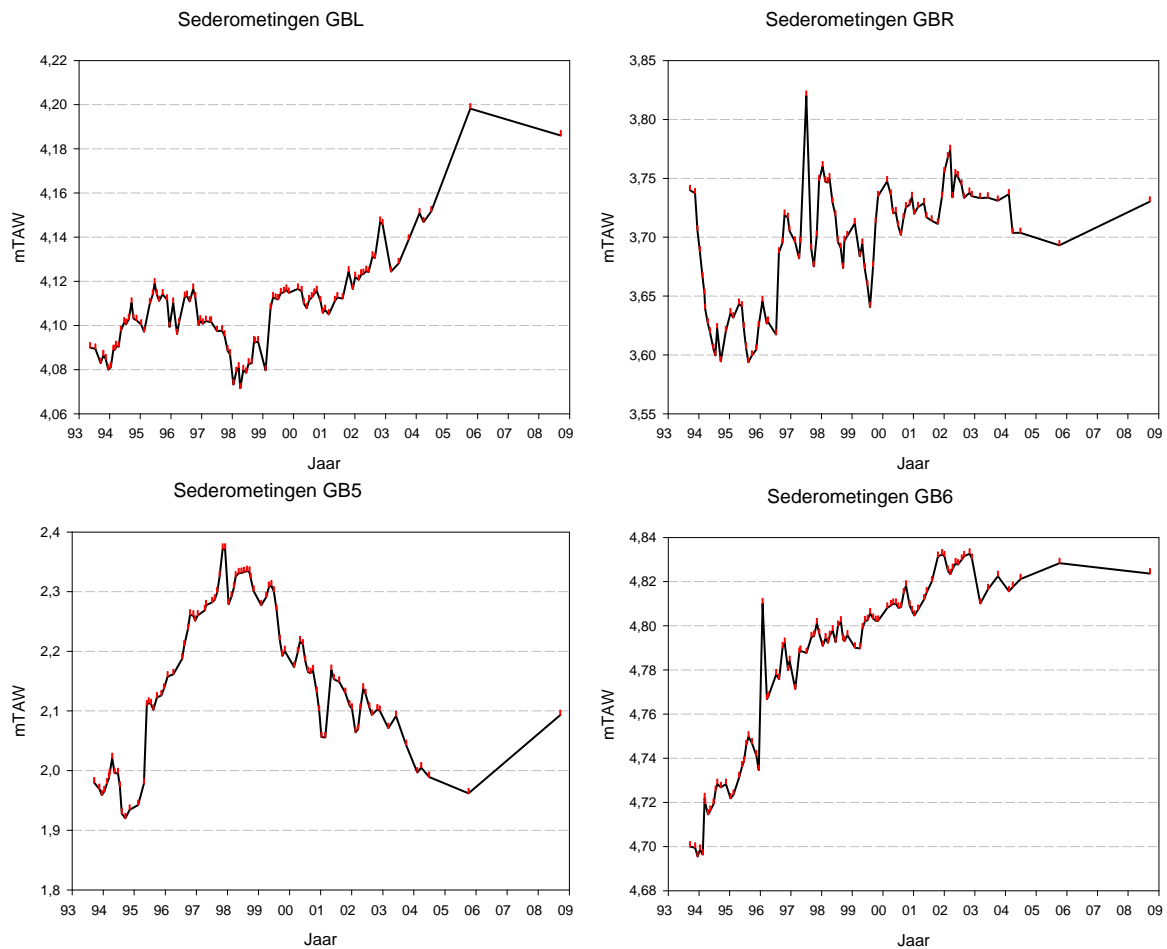 Sederometingen GBL
4,22
4,20
4,18
4,16
4,14
4,12
4,10
4,08
4,06
mTAW
93 94 95 96 97 98 99 00 01 02 03 04 05 06 07 08 09
Jaar
Sederometingen GBR
3,85
3,80
3,75
3,70
3,65
3,60
3,55
mTAW
93 94 95 96 97 98 99 00 01 02 03 04 05 06 07 08 09
Jaar
Sederometingen GB5
2,4
2,3
2,2
2,1
2,0
1,9
1,8
mTAW
93 94 95 96 97 98 99 00 01 02 03 04 05 06 07 08 09
Jaar
Sederometingen GB6
4,84
4,82
4,80
4,78
4,76
4,74
4,72
4,70
4,68
mTAW
93 94 95 96 97 98 99 00 01 02 03 04 05 06 07 08 09
Jaar